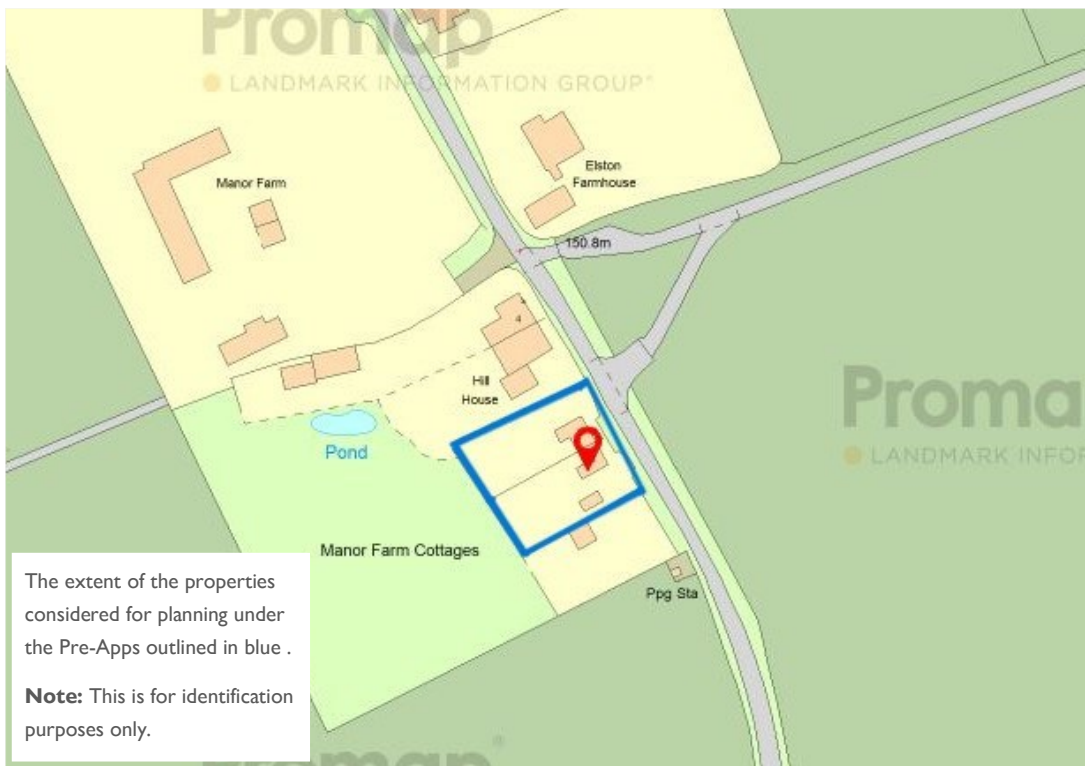 Promap
LANDMARK INFORMATION GROUP®
Manor Farm
Elston
Farmhouse
150.8m
4
Hill
House
Proma
LANDMARK INFOR
Pond
Manor Farm Cottages
Ppg Sta
The extent of the properties
considered for planning under
the Pre-Apps outlined in blue .
Note: This is for identification
purposes only.
Promap®